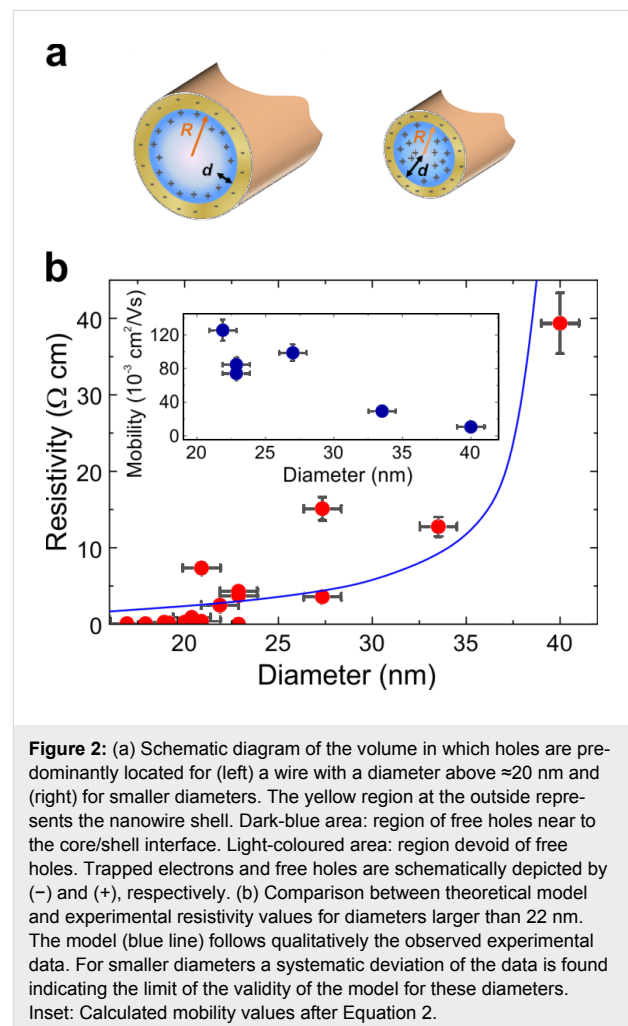 a
R
d
R
d
b
Resistivity (Ω cm)
40
30
20
10
0
Mobility (10⁻³ cm²/Vs)
120
80
40
0
20 25 30 35 40
Diameter (nm)
20 25 30 35 40
Diameter (nm)
Figure 2: (a) Schematic diagram of the volume in which holes are pre-
dominantly located for (left) a wire with a diameter above ≈20 nm and
(right) for smaller diameters. The yellow region at the outside repre-
sents the nanowire shell. Dark-blue area: region of free holes near to
the core/shell interface. Light-coloured area: region devoid of free
holes. Trapped electrons and free holes are schematically depicted by
(−) and (+), respectively. (b) Comparison between theoretical model
and experimental resistivity values for diameters larger than 22 nm.
The model (blue line) follows qualitatively the observed experimental
data. For smaller diameters a systematic deviation of the data is found
indicating the limit of the validity of the model for these diameters.
Inset: Calculated mobility values after Equation 2.